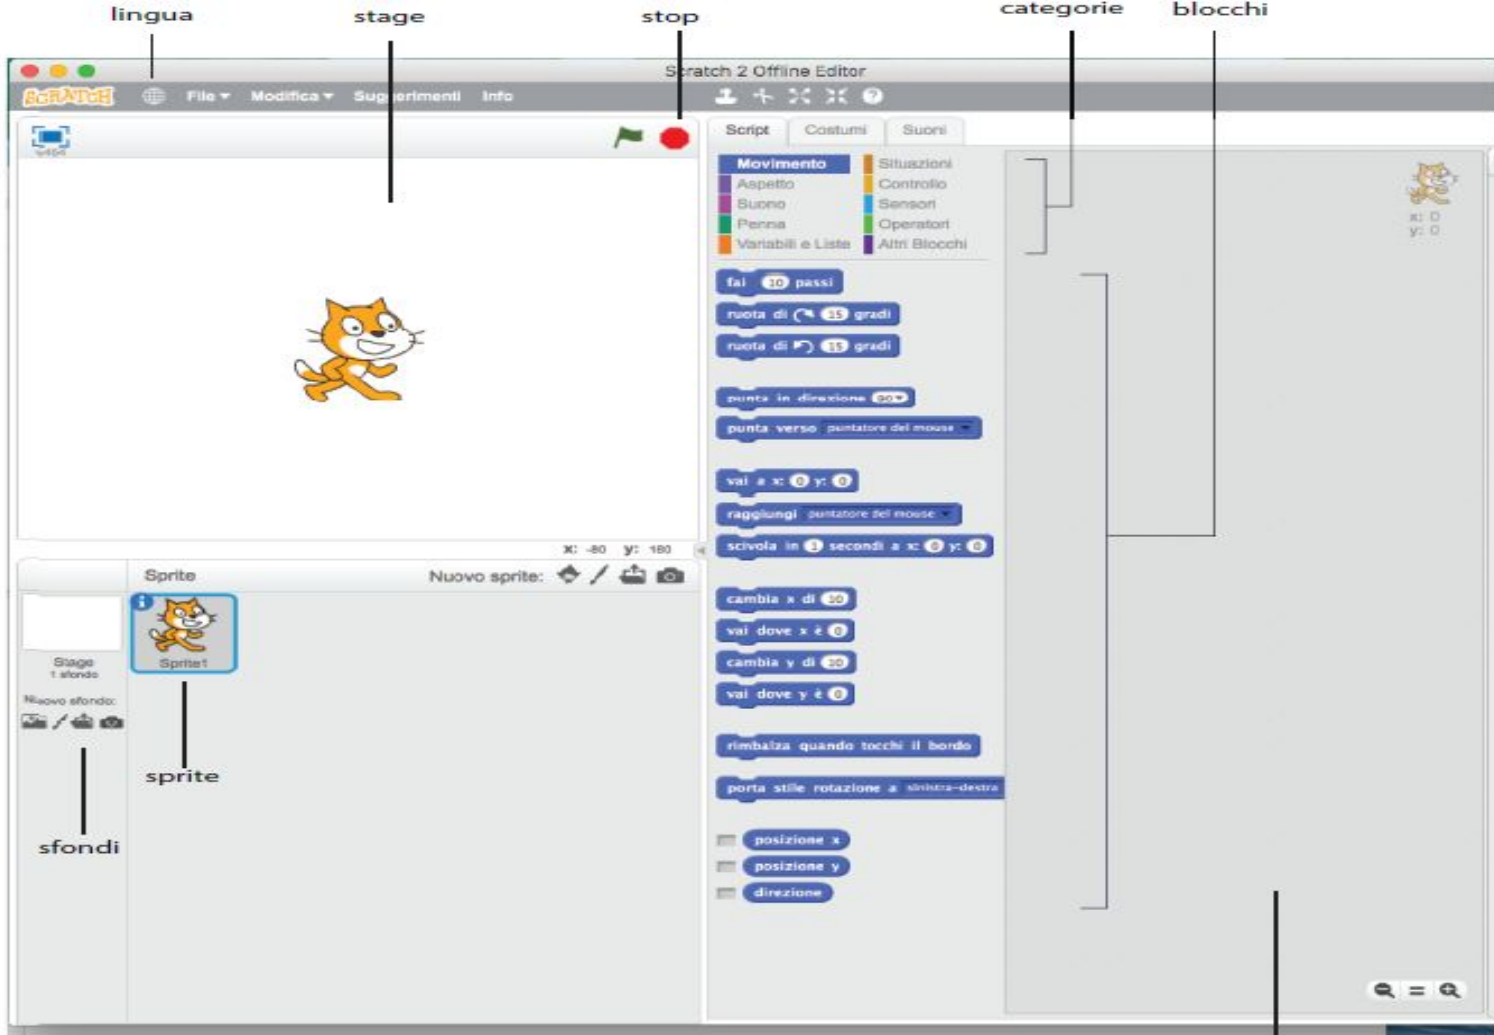 lingua
stage
stop
categorie
blocchi
Scratch 2 Offline Editor
SCRATCH
File
Modifica
Suggerimenti
Info
Script
Costumi
Suoni
v454
Movimento
Situazioni
Aspetto
Controllo
Suono
Sensori
Penna
Operatori
Variabili e Liste
Altri Blocchi
x: 0
y: 0
fai 10 passi
ruota di 15 gradi
ruota di 15 gradi
punta in direzione 90
punta verso puntatore del mouse
vai a x: 0 y: 0
raggiungi puntatore del mouse
scivola in 1 secondi a x: 0 y: 0
cambia x di 10
vai dove x è 0
cambia y di 10
vai dove y è 0
rimbalza quando tocchi il bordo
porta stile rotazione a sinistra-destra
posizione x
posizione y
direzione
x: -80 y: 180
Sprite
Nuovo sprite:
Stage
1 sfondo
Nuovo sfondo:
Sprite1
sprite
sfondi